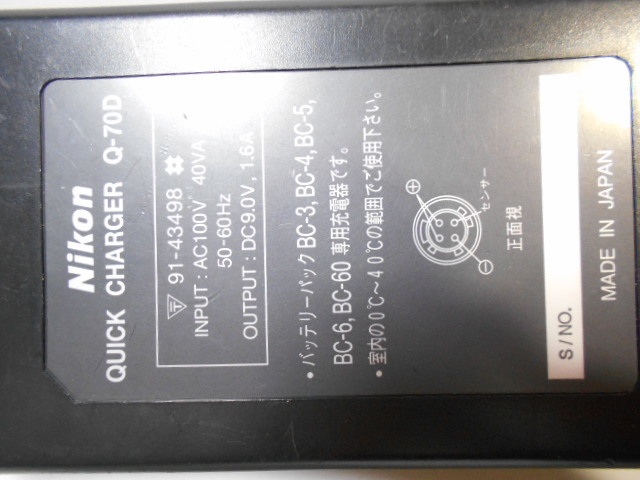 Nikon
QUICK CHARGER Q-70D
91-43498
INPUT : AC100V 40VA
50-60Hz
OUTPUT : DC9.0V, 1.6A
・バッテリーパック BC-3, BC-4, BC-5,
BC-6, BC-60 専用充電器です。
・室内の0℃〜40℃の範囲でご使用下さい。
+
センサー
−
正面視
S / NO.
MADE IN JAPAN